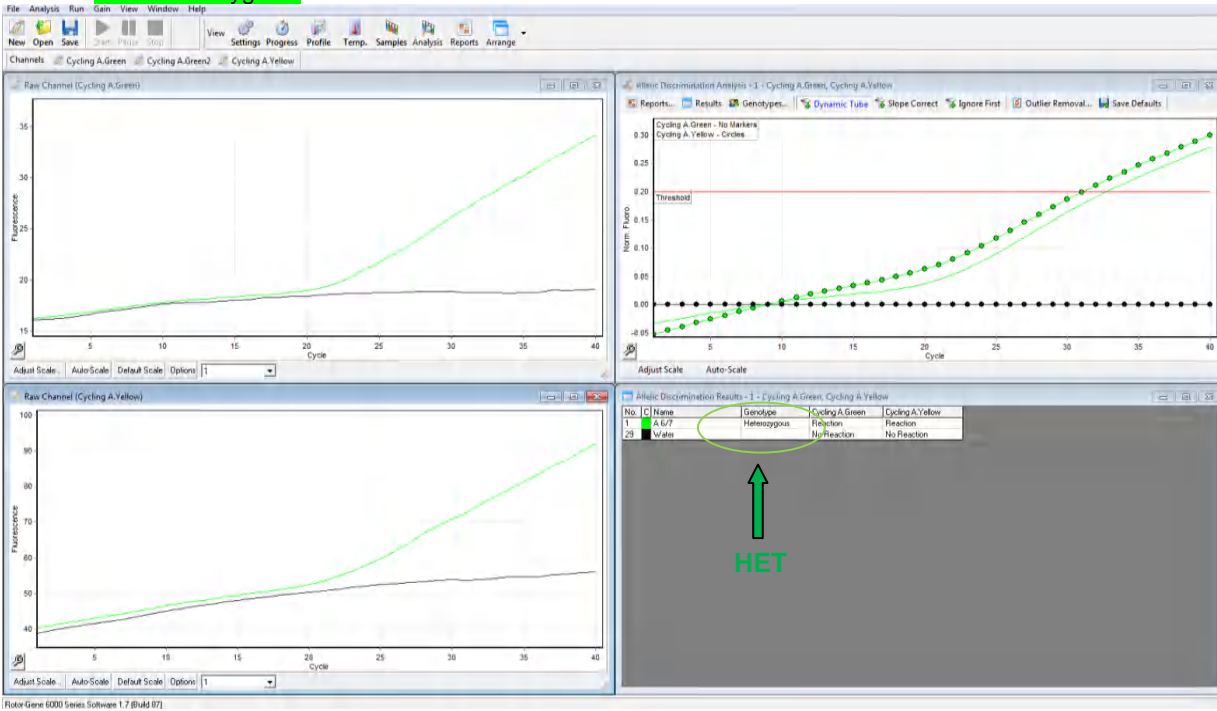 File Analysis Run Gain View Window Help
New Open Save Start Pause Stop View Settings Progress Profile Temp. Samples Analysis Reports Arrange
Channels Cycling A.Green Cycling A.Green2 Cycling A.Yellow
Raw Channel (Cycling A.Green)
35
30
25
20
15
Fluorescence
5 10 15 20 25 30 35 40
Cycle
Adjust Scale... Auto-Scale Default Scale Options 1
Allelic Discrimination Analysis - 1 - Cycling A.Green, Cycling A.Yellow
Reports... Results Genotypes... Dynamic Tube Slope Correct Ignore First Outlier Removal... Save Defaults
Cycling A.Green - No Markers
Cycling A.Yellow - Circles
0.30
0.25
0.20
Threshold
0.15
0.10
0.05
0.00
-0.05
Norm. Fluoro.
5 10 15 20 25 30 35 40
Cycle
Adjust Scale Auto-Scale
Raw Channel (Cycling A.Yellow)
100
90
80
70
60
50
40
Fluorescence
5 10 15 20 25 30 35 40
Cycle
Adjust Scale... Auto-Scale Default Scale Options 1
Allelic Discrimination Results - 1 - Cycling A.Green, Cycling A.Yellow
No. C Name Genotype Cycling A.Green Cycling A.Yellow
1 A 6/7 Heterozygous Reaction Reaction
29 Water No Reaction No Reaction
HET
Rotor-Gene 6000 Series Software 1.7 (Build 87)